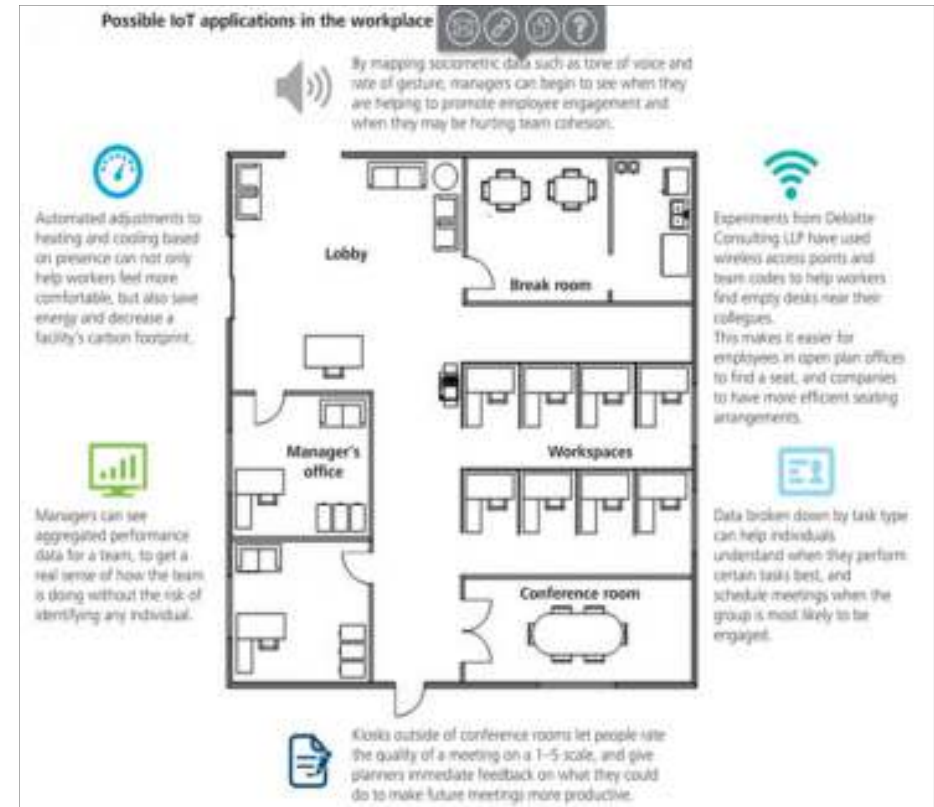 Possible IoT applications in the workplace
By mapping sociometric data such as tone of voice and
rate of gesture, managers can begin to see when they
are helping to promote employee engagement and
when they may be hurting team cohesion.
Automated adjustments to
heating and cooling based
on presence can not only
help workers feel more
comfortable, but also save
energy and decrease a
facility's carbon footprint.
Experiments from Deloitte
Consulting LLP have used
wireless access points and
team codes to help workers
find empty desks near their
collegues.
This makes it easier for
employees in open plan offices
to find a seat, and companies
to have more efficient seating
arrangements.
Lobby
Break room
Manager's
office
Workspaces
Conference room
Managers can see
aggregated performance
data for a team, to get a
real sense of how the team
is doing without the risk of
identifying any individual.
Data broken down by task type
can help individuals
understand when they perform
certain tasks best, and
schedule meetings when the
group is most likely to be
engaged.
Kiosks outside of conference rooms let people rate
the quality of a meeting on a 1–5 scale, and give
planners immediate feedback on what they could
do to make future meetings more productive.